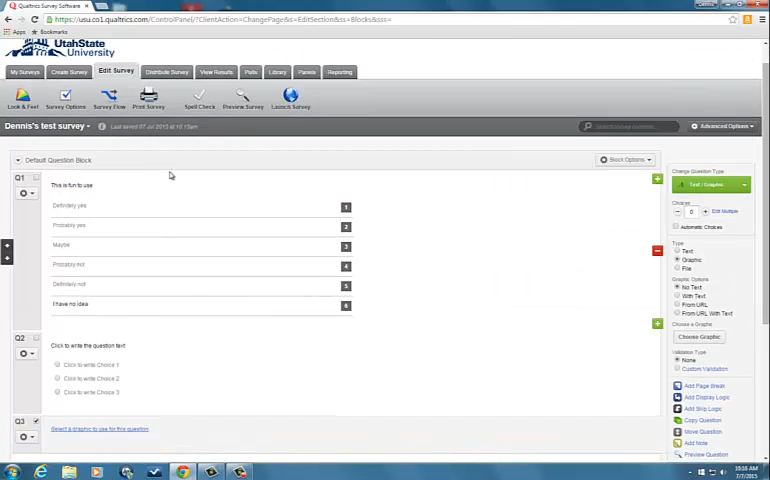 Qualtrics Survey Software
Dennis
https://usu.co1.qualtrics.com/ControlPanel/?ClientAction=ChangePage&s=EditSection&ss=Blocks&sss=
Apps Bookmarks
UtahState
University
My Surveys Create Survey Edit Survey Distribute Survey View Results Polls Library Panels Reporting
Look & Feel Survey Options Survey Flow Print Survey Spell Check Preview Survey Launch Survey
Dennis's test survey Last saved 07 Jul 2015 at 10:15am Advanced Options
Default Question Block Block Options
Q1
This is fun to use
Definitely yes 1
Probably yes 2
Maybe 3
Probably not 4
Definitely not 5
I have no idea 6
Q2
Click to write the question text
Click to write Choice 1
Click to write Choice 2
Click to write Choice 3
Q3
Select a graphic to use for this question
Change Question Type
Text / Graphic
Choices
0 Edit Multiple
Automatic Choices
Type
Text
Graphic
File
Graphic Options
No Text
With Text
From URL
From URL With Text
Choose a Graphic
Choose Graphic
Validation Type
None
Custom Validation
Add Page Break
Add Display Logic
Add Skip Logic
Copy Question
Move Question
Add Note
Preview Question
10:16 AM
7/7/2015